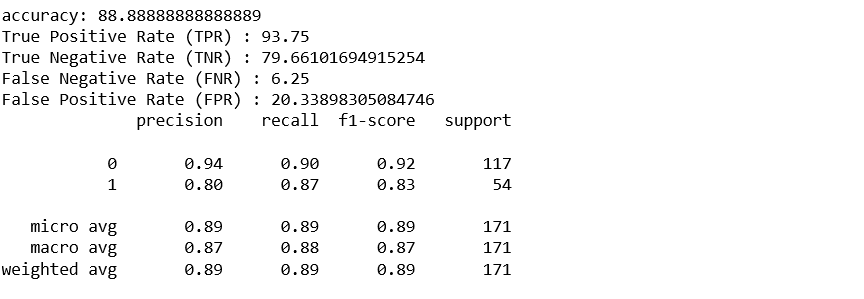 accuracy: 88.88888888888889
True Positive Rate (TPR) : 93.75
True Negative Rate (TNR) : 79.66101694915254
False Negative Rate (FNR) : 6.25
False Positive Rate (FPR) : 20.33898305084746
precision recall f1-score support
0 0.94 0.90 0.92 117
1 0.80 0.87 0.83 54
micro avg 0.89 0.89 0.89 171
macro avg 0.87 0.88 0.87 171
weighted avg 0.89 0.89 0.89 171